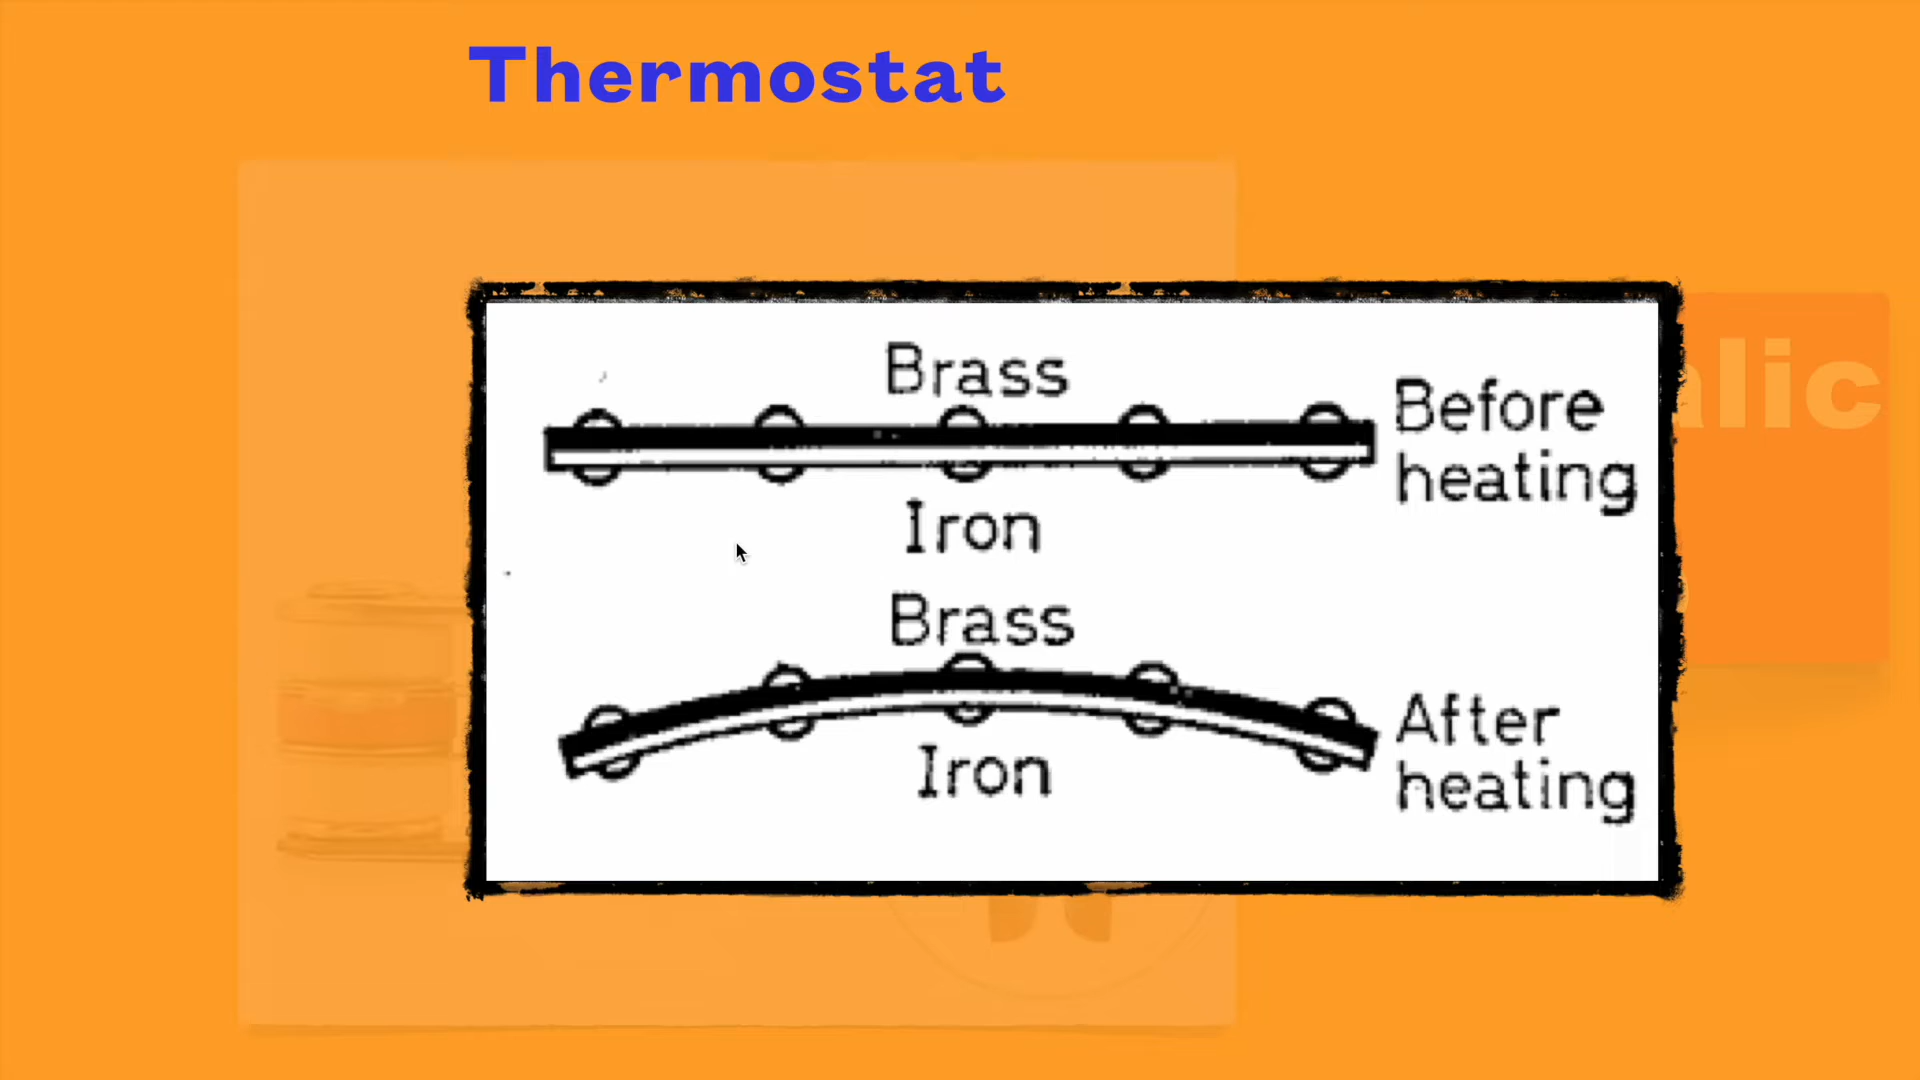 Thermostat
Brass
Before
heating
Iron
Brass
After
heating
Iron